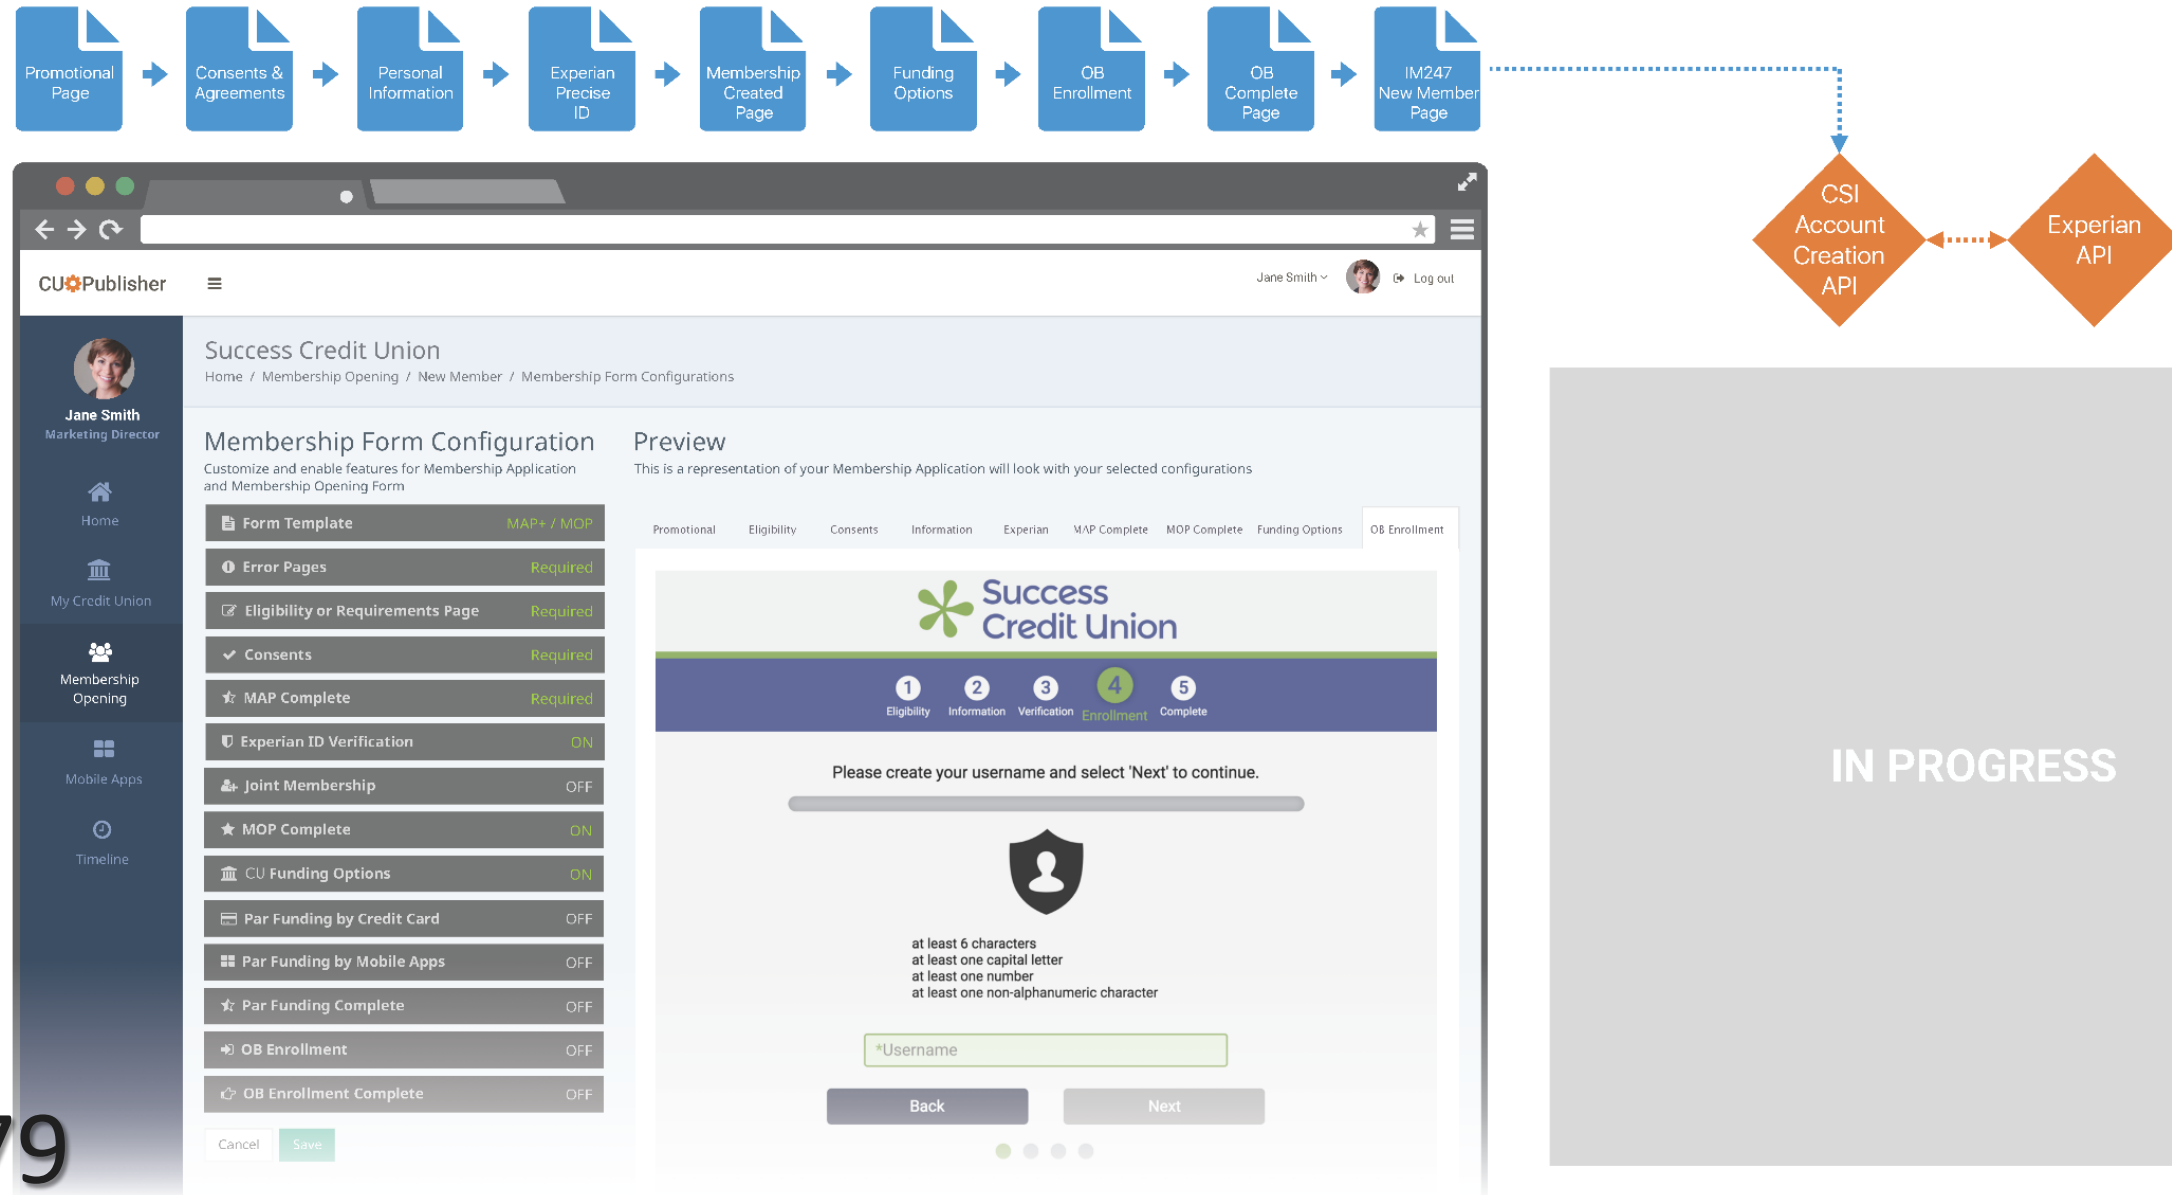 Promotional
Page
Consents &
Agreements
Personal
Information
Experian
Precise
ID
Membership
Created
Page
Funding
Options
OB
Enrollment
OB
Complete
Page
IM247
New Member
Page
CSI
Account
Creation
API
Experian
API
CU Publisher
Jane Smith
Log out
Jane Smith
Marketing Director
Home
My Credit Union
Membership
Opening
Mobile Apps
Timeline
Success Credit Union
Home / Membership Opening / New Member / Membership Form Configurations
Membership Form Configuration
Customize and enable features for Membership Application
and Membership Opening Form
Form Template MAP+ / MOP
Error Pages Required
Eligibility or Requirements Page Required
Consents Required
MAP Complete Required
Experian ID Verification ON
Joint Membership OFF
MOP Complete ON
CU Funding Options ON
Par Funding by Credit Card OFF
Par Funding by Mobile Apps OFF
Par Funding Complete OFF
OB Enrollment OFF
OB Enrollment Complete OFF
Cancel Save
Preview
This is a representation of your Membership Application will look with your selected configurations
Promotional Eligibility Consents Information Experian MAP Complete MOP Complete Funding Options OB Enrollment
Success
Credit Union
1 2 3 4 5
Eligibility Information Verification Enrollment Complete
Please create your username and select 'Next' to continue.
at least 6 characters
at least one capital letter
at least one number
at least one non-alphanumeric character
*Username
Back Next
IN PROGRESS
79